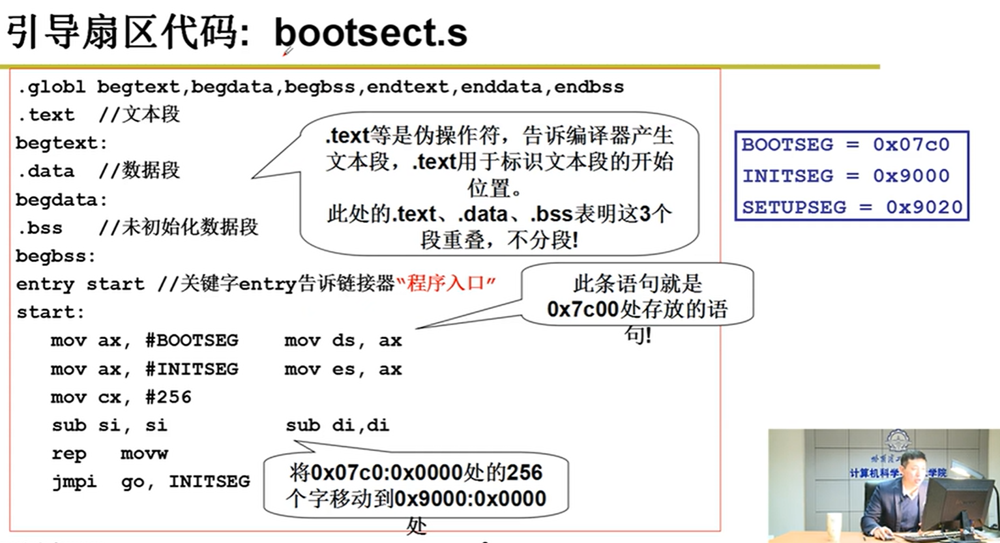 引导扇区代码: bootsect.s
.globl begtext,begdata,begbss,endtext,enddata,endbss
.text //文本段
begtext:
.data //数据段
begdata:
.bss //未初始化数据段
begbss:
entry start //关键字entry告诉链接器“程序入口”
start:
mov ax, #BOOTSEG mov ds, ax
mov ax, #INITSEG mov es, ax
mov cx, #256
sub si, si sub di,di
rep movw
jmpi go, INITSEG
.text等是伪操作符，告诉编译器产生
文本段，.text用于标识文本段的开始
位置。
此处的.text、.data、.bss表明这3个
段重叠，不分段!
此条语句就是
0x7c00处存放的语
句!
将0x07c0:0x0000处的256
个字移动到0x9000:0x0000
处
BOOTSEG = 0x07c0
INITSEG = 0x9000
SETUPSEG = 0x9020
计算机科学
学院